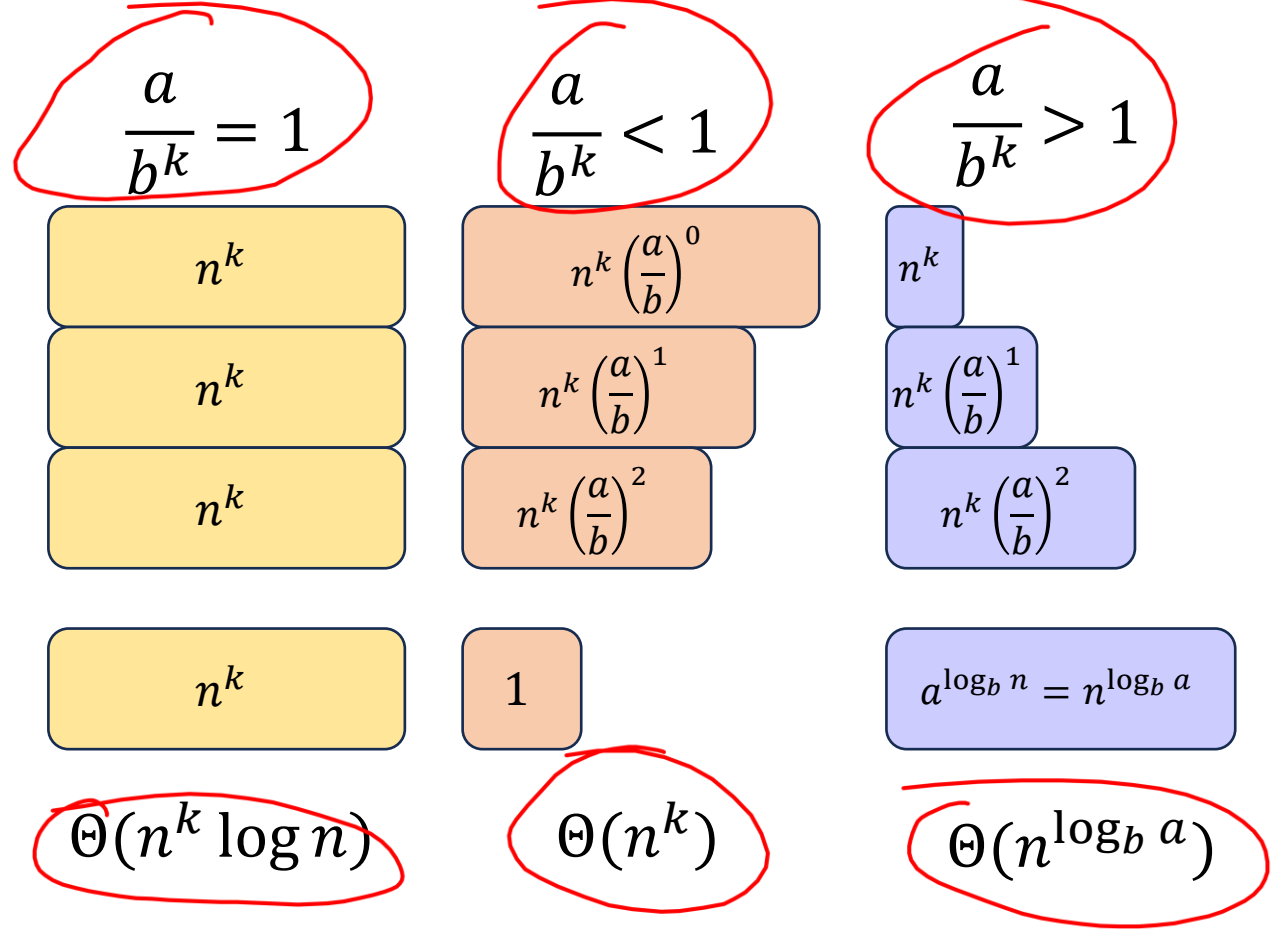 a/b^k = 1
a/b^k < 1
a/b^k > 1
n^k
n^k (a/b)^0
n^k
n^k
n^k (a/b)^1
n^k (a/b)^1
n^k
n^k (a/b)^2
n^k (a/b)^2
n^k
1
a^{log_b n} = n^{log_b a}
Θ(n^k log n)
Θ(n^k)
Θ(n^{log_b a})